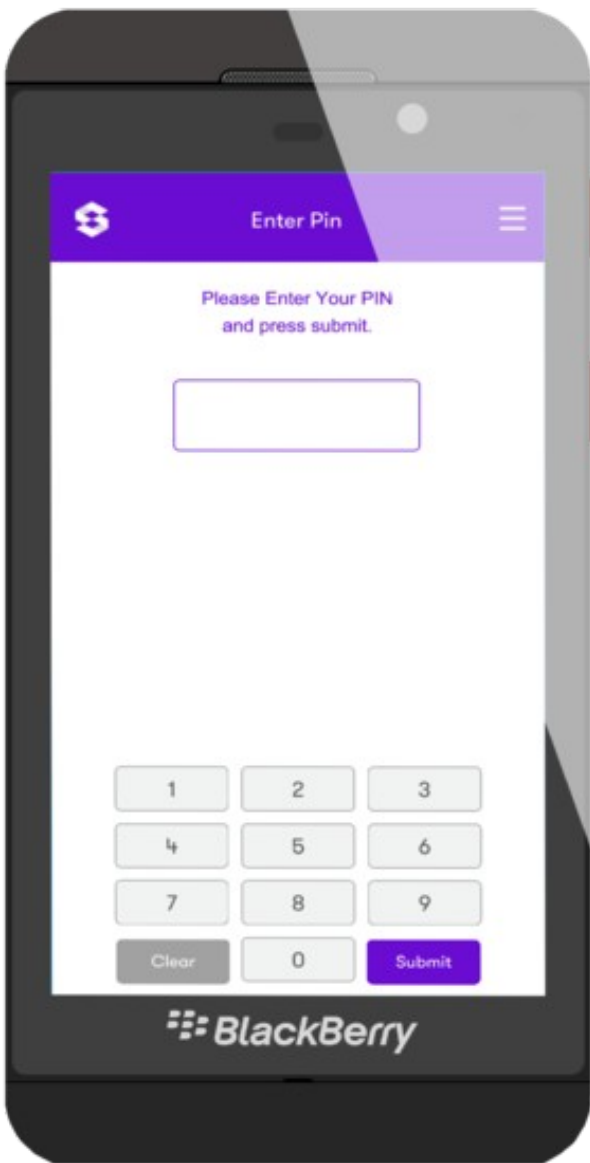 Enter Pin
Please Enter Your PIN
and press submit.
1 2 3
4 5 6
7 8 9
Clear 0 Submit
BlackBerry